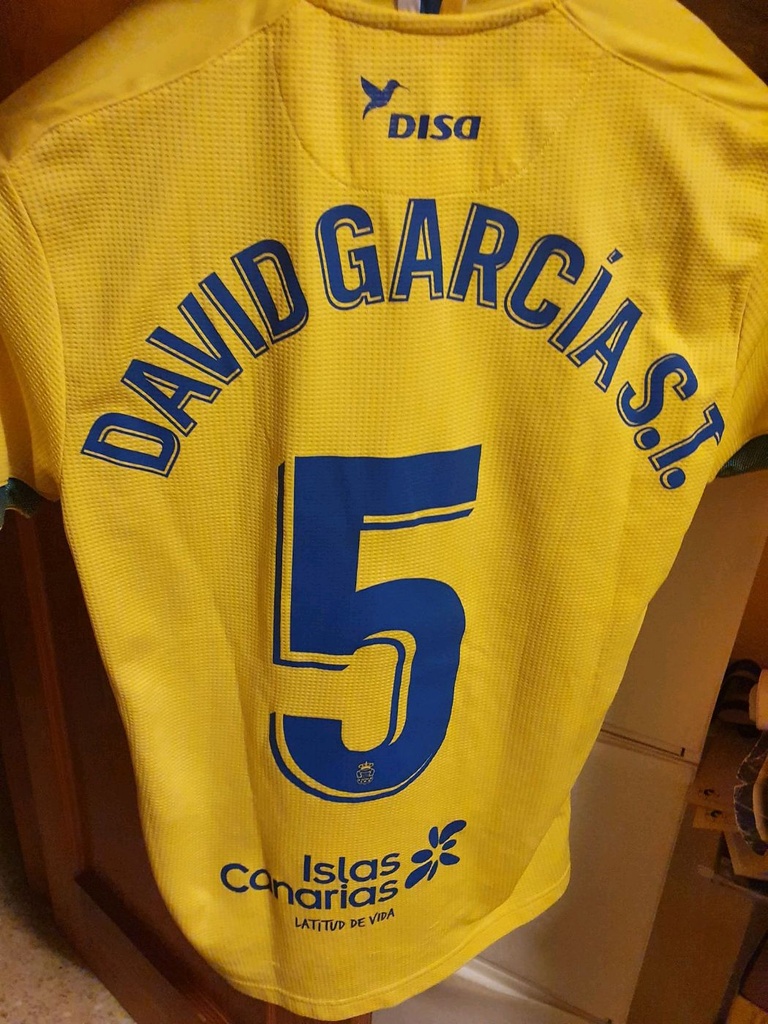 DISA
DAVID GARCÍA S.T.
5
Islas
Canarias
LATITUD DE VIDA